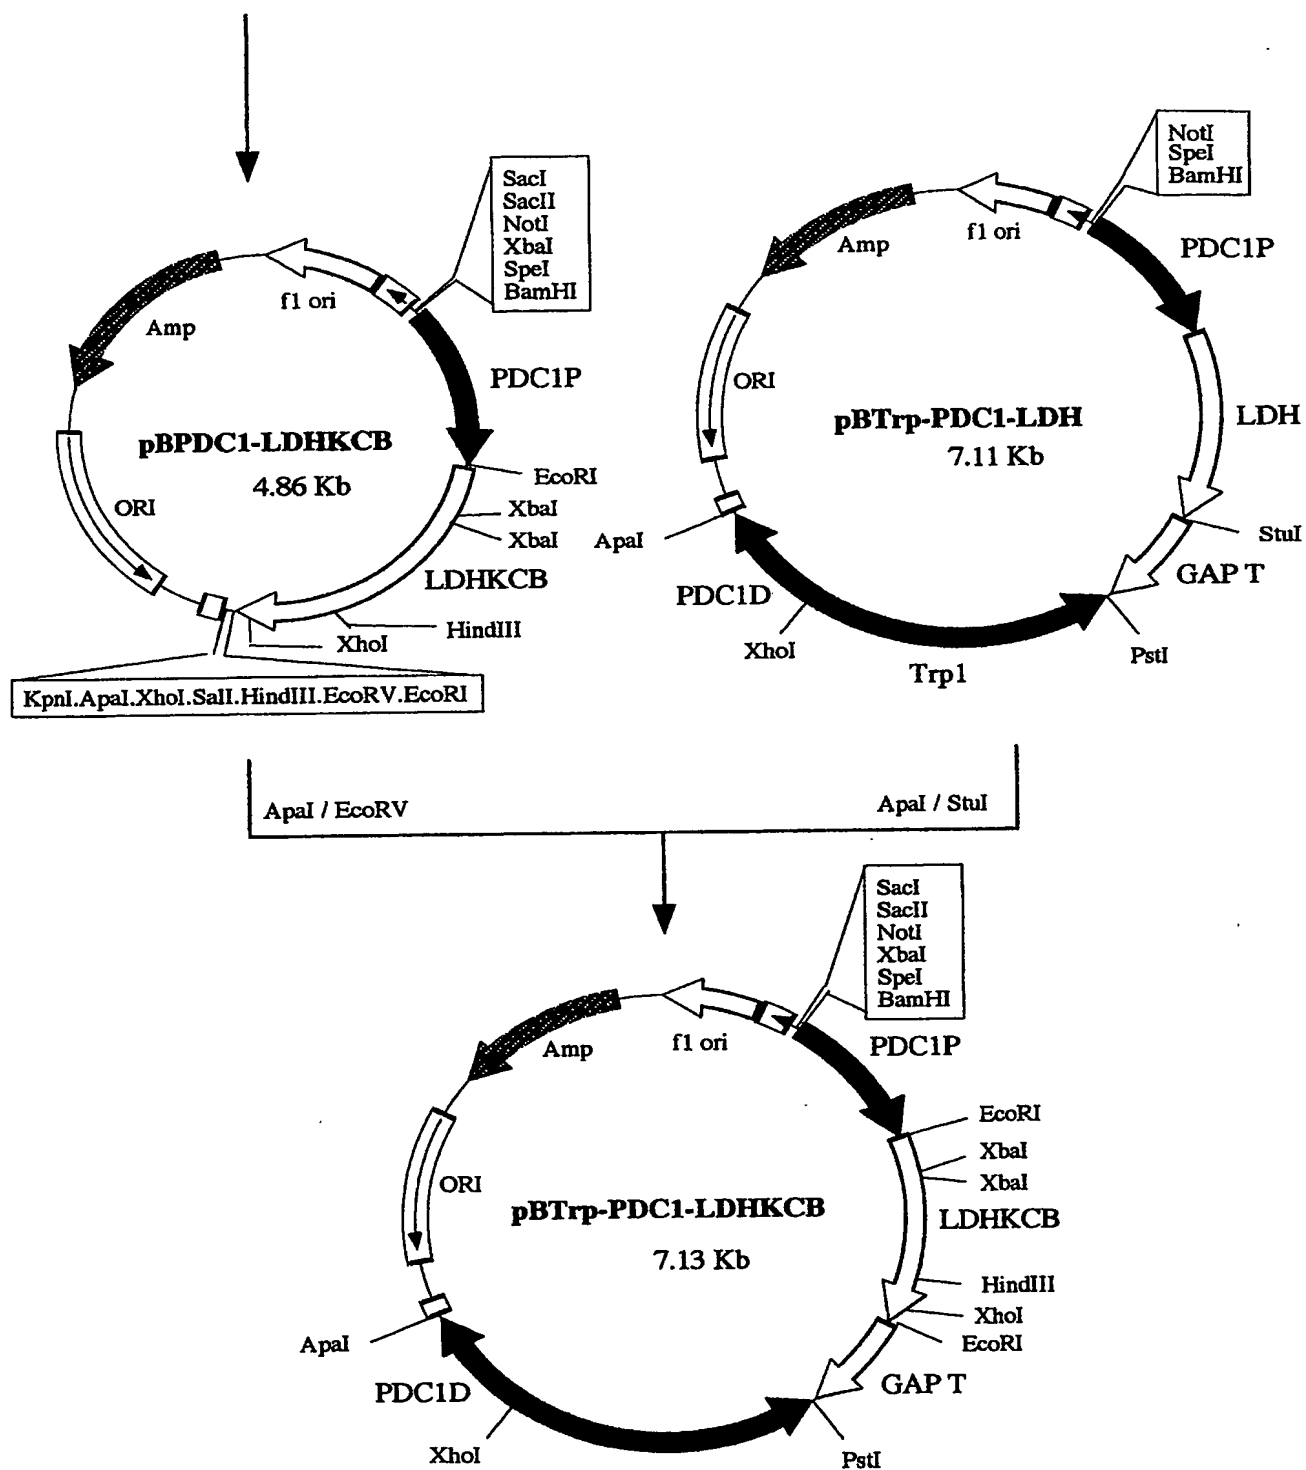 SacI
SacII
NotI
XbaI
SpeI
BamHI
f1 ori
Amp
PDC1P
pBPDC1-LDHKCB
4.86 Kb
EcoRI
XbaI
XbaI
ORI
LDHKCB
HindIII
XhoI
KpnI.ApaI.XhoI.SalI.HindIII.EcoRV.EcoRI
NotI
SpeI
BamHI
f1 ori
Amp
PDC1P
ORI
pBTrp-PDC1-LDH
7.11 Kb
LDH
ApaI
StuI
GAP T
PDC1D
XhoI
Trp1
PstI
ApaI / EcoRV
ApaI / StuI
SacI
SacII
NotI
XbaI
SpeI
BamHI
f1 ori
Amp
PDC1P
EcoRI
XbaI
XbaI
ORI
pBTrp-PDC1-LDHKCB
7.13 Kb
LDHKCB
HindIII
XhoI
EcoRI
ApaI
GAP T
PDC1D
XhoI
PstI